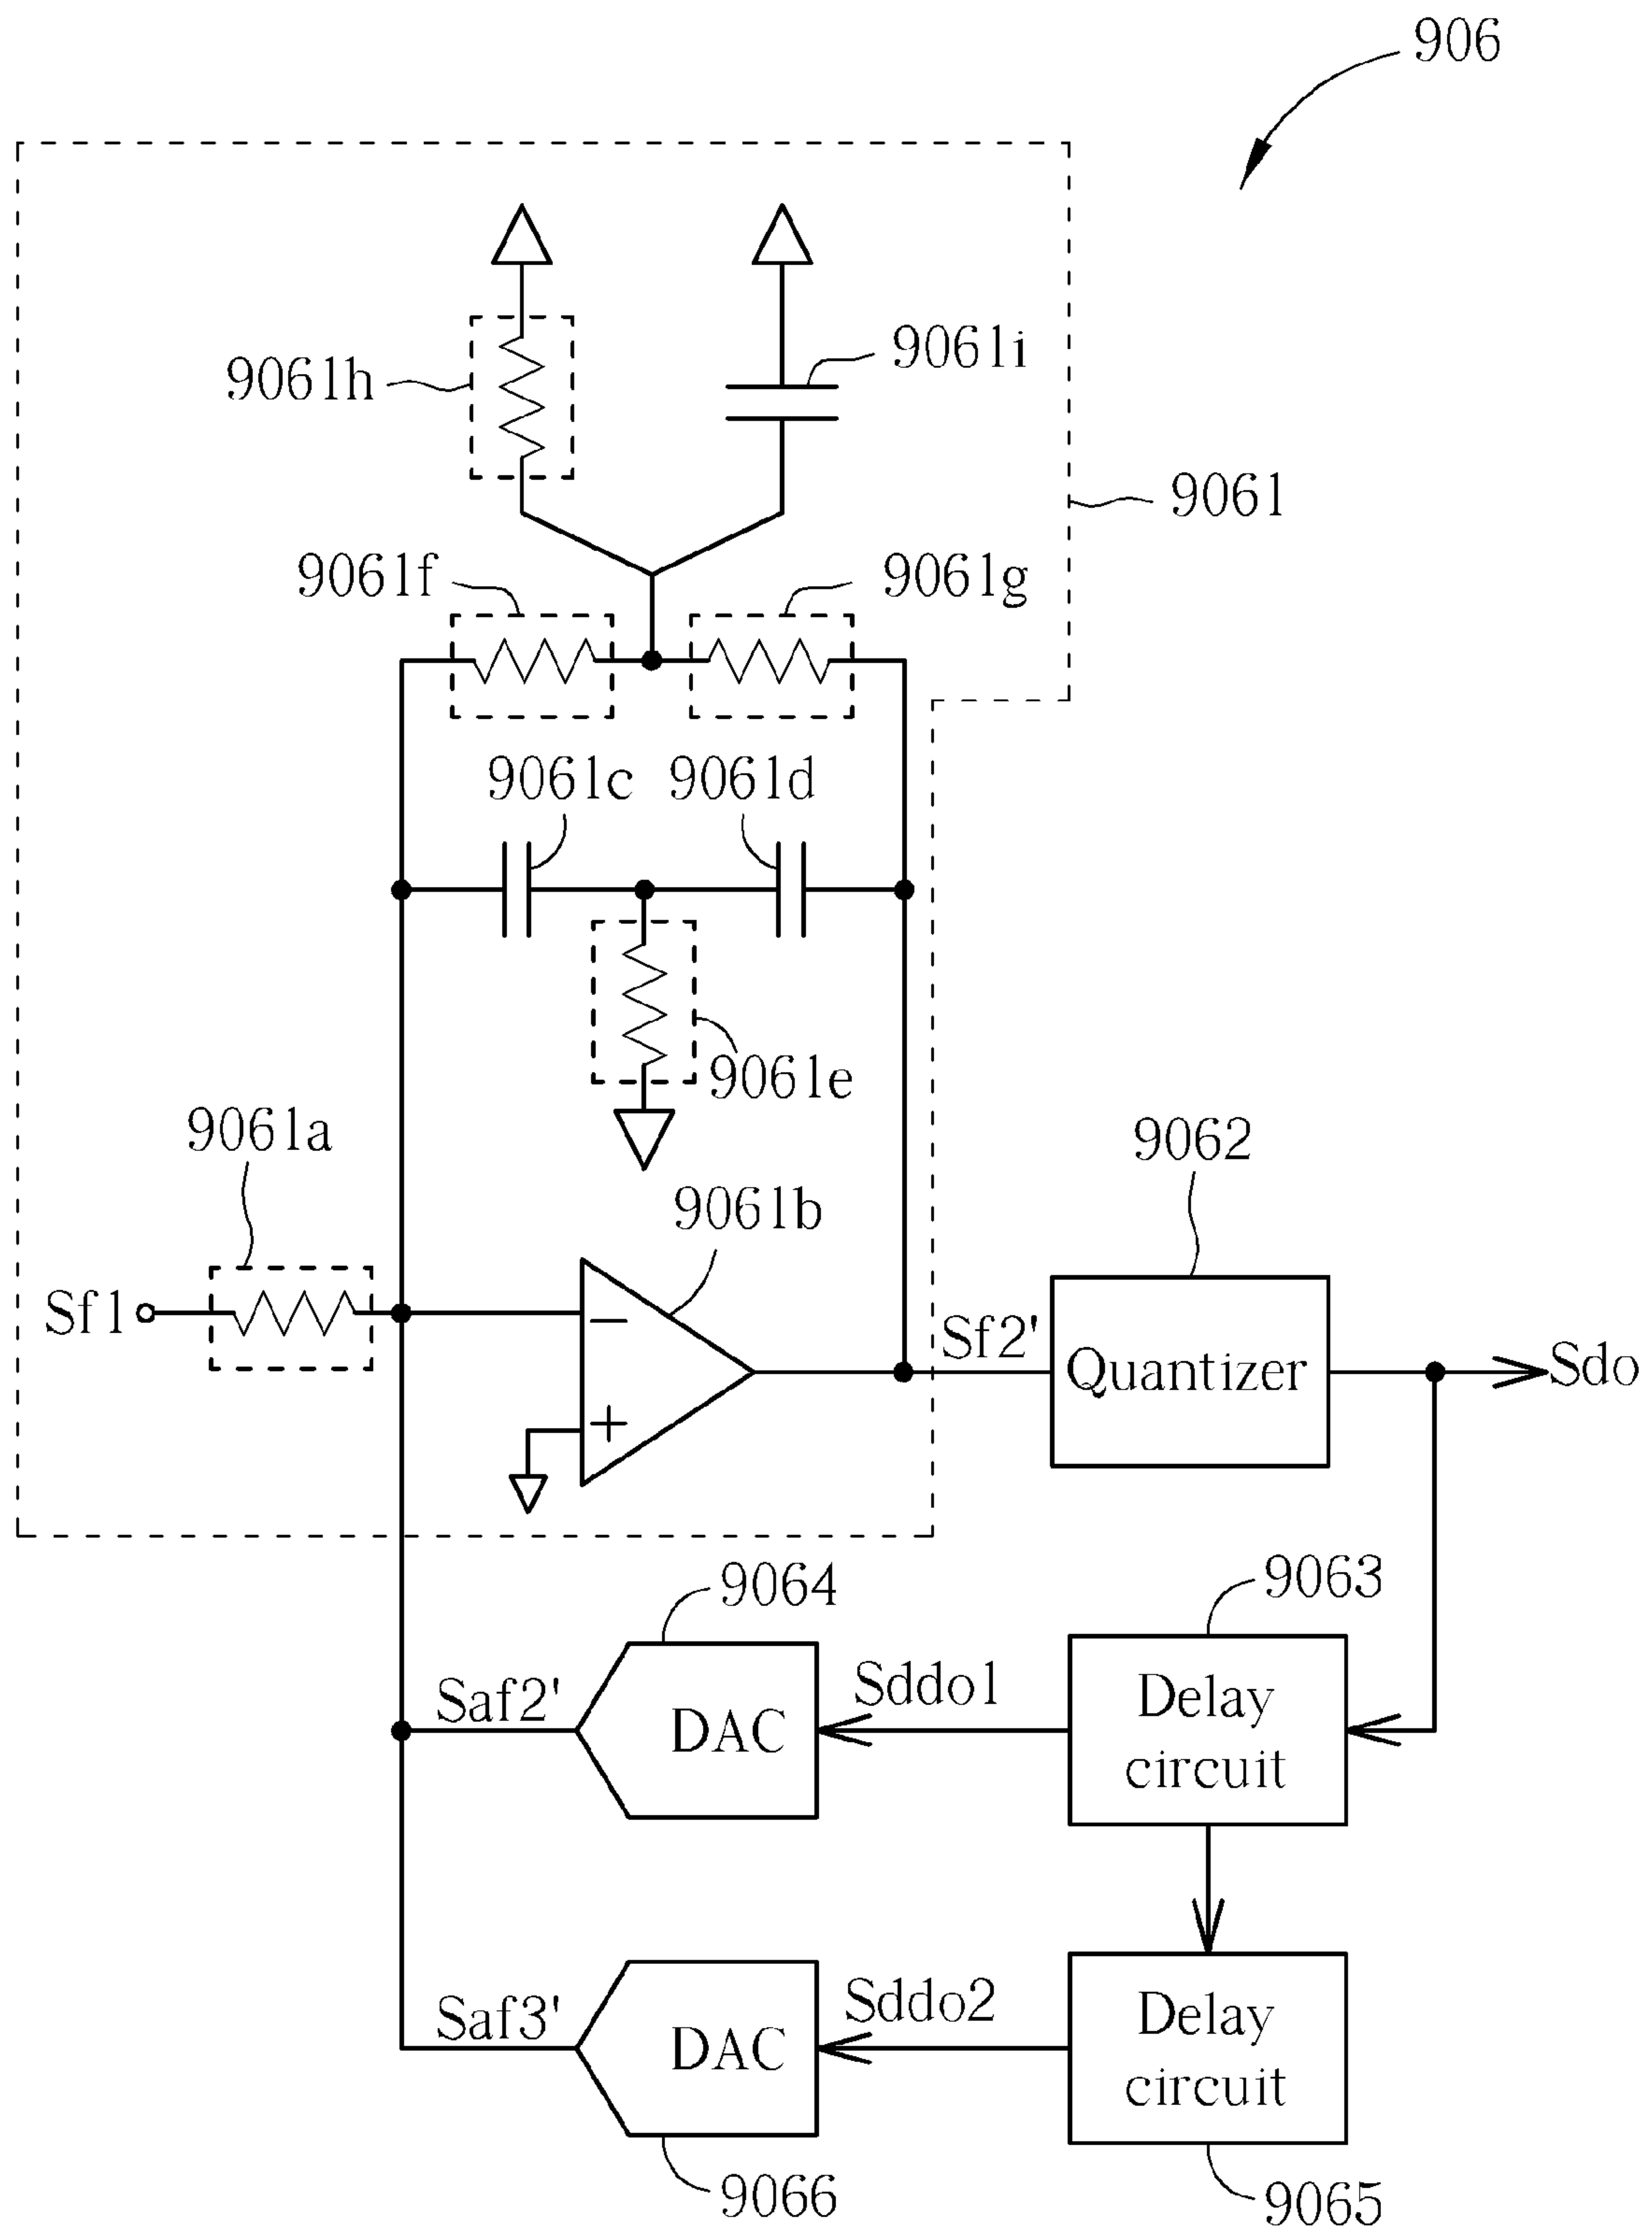 906
9061h
9061i
9061
9061f
9061g
9061c
9061d
9061e
9061a
9061b
9062
Sf1
−
+
Sf2'
Quantizer
Sdo
9064
9063
Saf2'
DAC
Sddo1
Delay
circuit
Saf3'
DAC
Sddo2
Delay
circuit
9066
9065